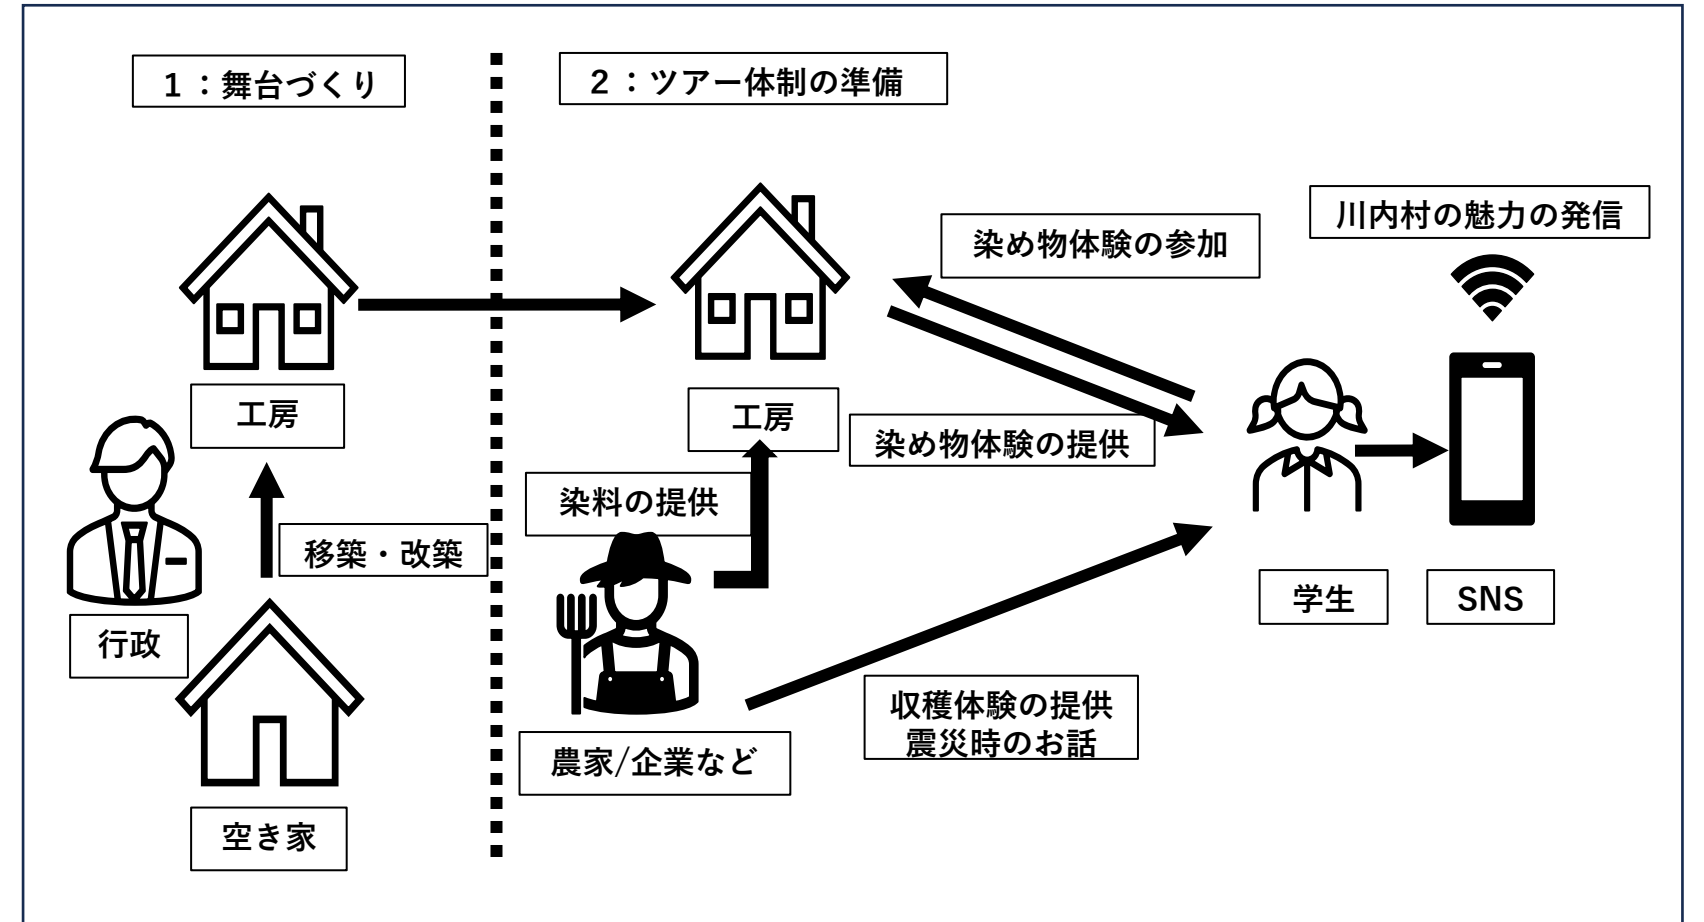 1：舞台づくり
2：ツアー体制の準備
川内村の魅力の発信
染め物体験の参加
工房
工房
染め物体験の提供
染料の提供
移築・改築
学生
SNS
行政
収穫体験の提供
震災時のお話
農家/企業など
空き家